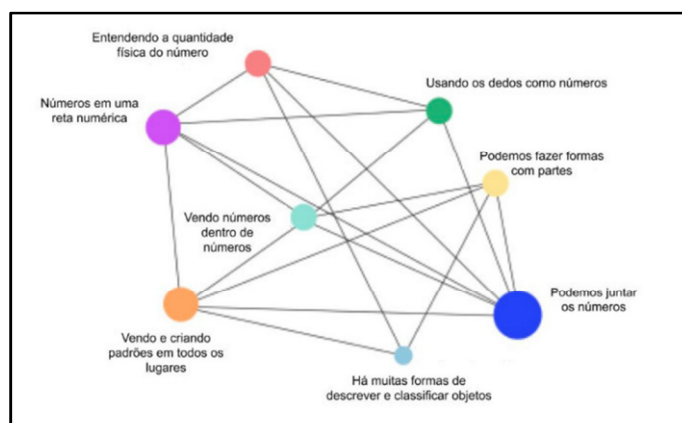 Entendendo a quantidade
física do número
Usando os dedos como números
Números em uma
reta numérica
Podemos fazer formas
com partes
Vendo números
dentro de
números
Podemos juntar
os números
Vendo e criando
padrões em todos os
lugares
Há muitas formas de
descrever e classificar objetos